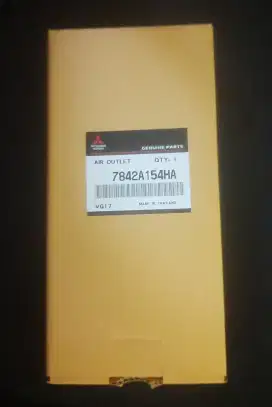 MITSUBISHI
MOTORS
GENUINE PARTS
AIR OUTLET QTY- 1
7842A154HA
VG17 MADE IN THAILAND